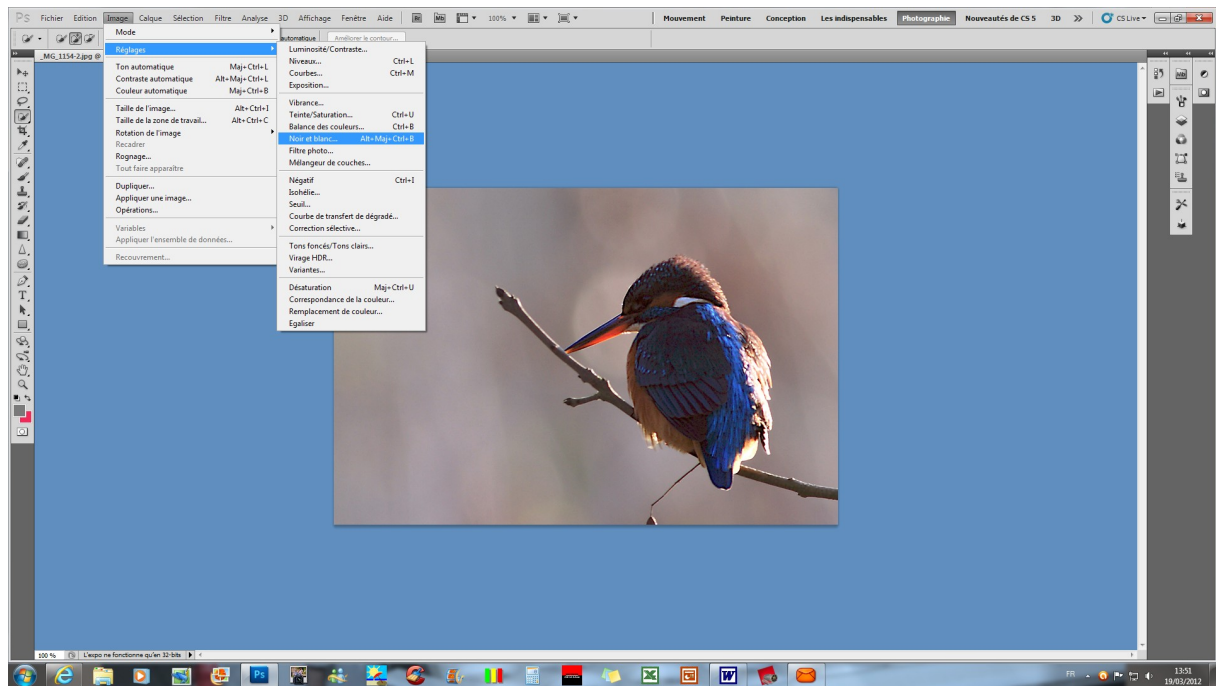 PS Fichier Edition Image Calque Sélection Filtre Analyse 3D Affichage Fenêtre Aide Br Mb 100% Mouvement Peinture Conception Les indispensables Photographie Nouveautés de CS 5 3D CS Live
automatique Améliorer le contour...
_MG_1154-2.jpg @
Mode
Réglages
Ton automatique Maj+Ctrl+L
Contraste automatique Alt+Maj+Ctrl+L
Couleur automatique Maj+Ctrl+B
Taille de l'image... Alt+Ctrl+I
Taille de la zone de travail... Alt+Ctrl+C
Rotation de l'image
Recadrer
Rognage...
Tout faire apparaître
Dupliquer...
Appliquer une image...
Opérations...
Variables
Appliquer l'ensemble de données...
Recouvrement...
Luminosité/Contraste...
Niveaux... Ctrl+L
Courbes... Ctrl+M
Exposition...
Vibrance...
Teinte/Saturation... Ctrl+U
Balance des couleurs... Ctrl+B
Noir et blanc... Alt+Maj+Ctrl+B
Filtre photo...
Mélangeur de couches...
Négatif Ctrl+I
Isohélie...
Seuil...
Courbe de transfert de dégradé...
Correction sélective...
Tons foncés/Tons clairs...
Virage HDR...
Variantes...
Désaturation Maj+Ctrl+U
Correspondance de la couleur...
Remplacement de couleur...
Egaliser
Mb
T
100 % L'expo ne fonctionne qu'en 32-bits
Ps W FR 13:51
19/03/2012